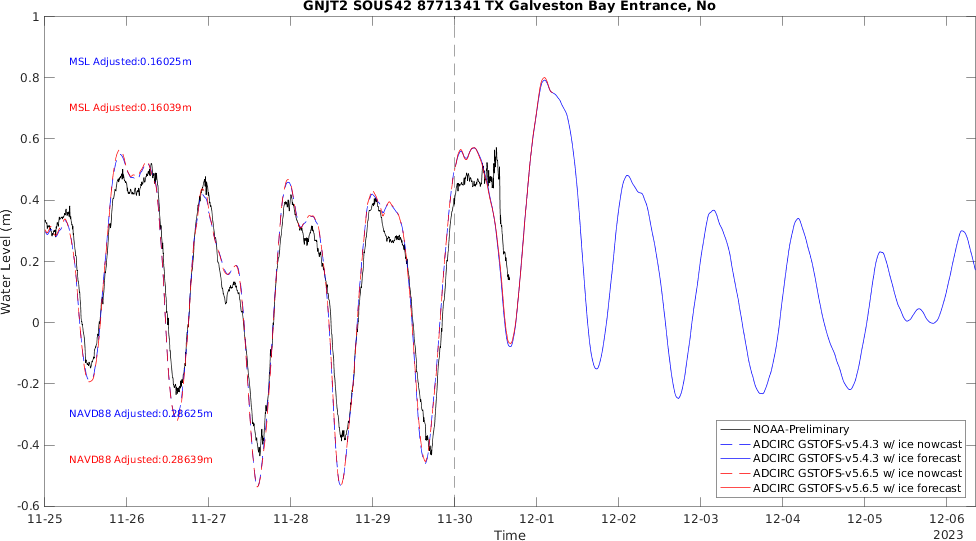 GNJT2 SOUS42 8771341 TX Galveston Bay Entrance, No
1
0.8
0.6
0.4
0.2
0
-0.2
-0.4
-0.6
Water Level (m)
MSL Adjusted:0.16025m
MSL Adjusted:0.16039m
NAVD88 Adjusted:0.28625m
NAVD88 Adjusted:0.28639m
NOAA-Preliminary
ADCIRC GSTOFS-v5.4.3 w/ ice nowcast
ADCIRC GSTOFS-v5.4.3 w/ ice forecast
ADCIRC GSTOFS-v5.6.5 w/ ice nowcast
ADCIRC GSTOFS-v5.6.5 w/ ice forecast
11-25 11-26 11-27 11-28 11-29 11-30 12-01 12-02 12-03 12-04 12-05 12-06
2023
Time